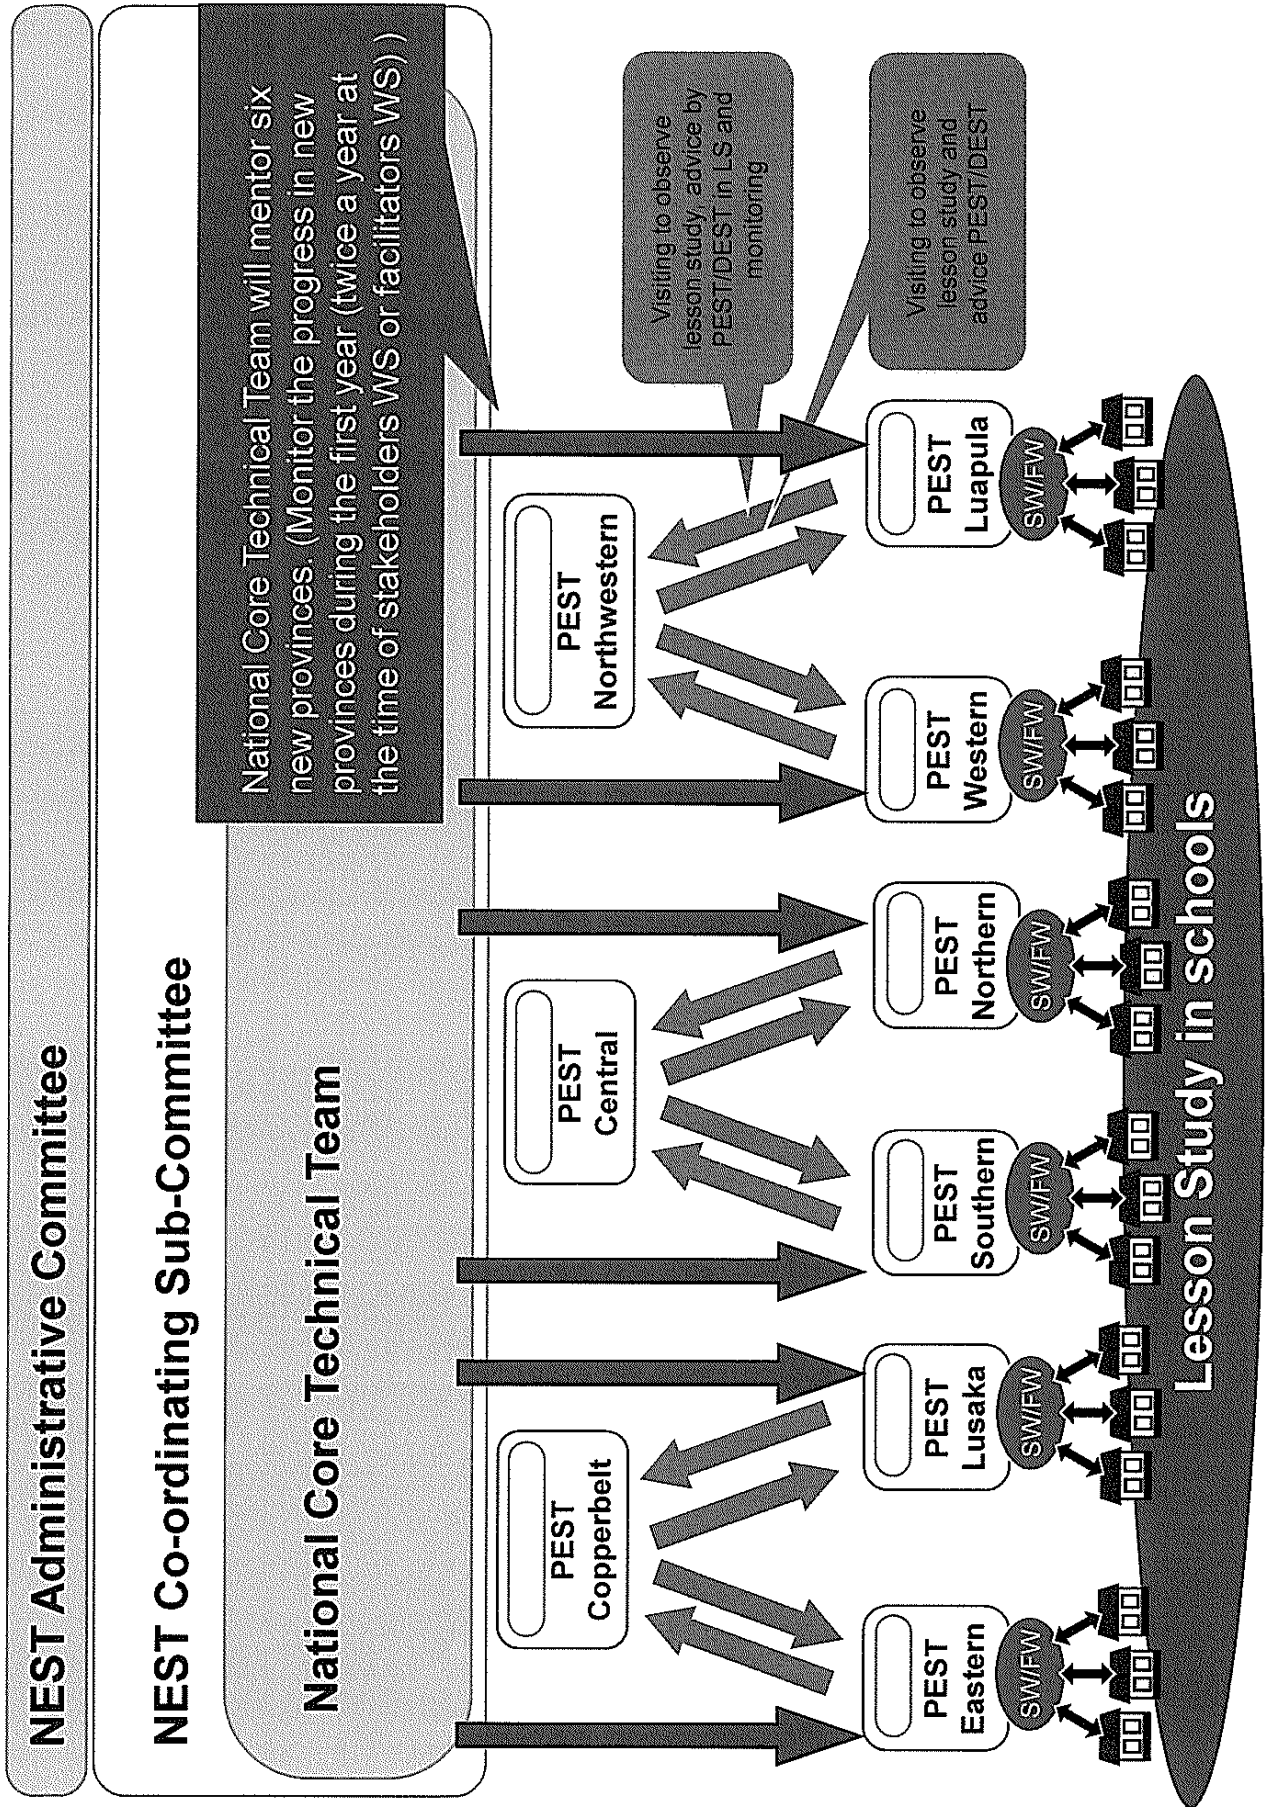 NEST Administrative Committee
NEST Co-ordinating Sub-Committee
National Core Technical Team
National Core Technical Team will mentor six
new provinces. (Monitor the progress in new
provinces during the first year (twice a year at
the time of stakeholders WS or facilitators WS) )
PEST
Copperbelt
PEST
Central
PEST
Northwestern
Visiting to observe
lesson study, advice by
PEST/DEST in LS and
monitoring
Visiting to observe
lesson study and
advice PEST/DEST
PEST
Eastern
PEST
Lusaka
PEST
Southern
PEST
Northern
PEST
Western
PEST
Luapula
SW/FW
SW/FW
SW/FW
SW/FW
SW/FW
SW/FW
Lesson Study in schools